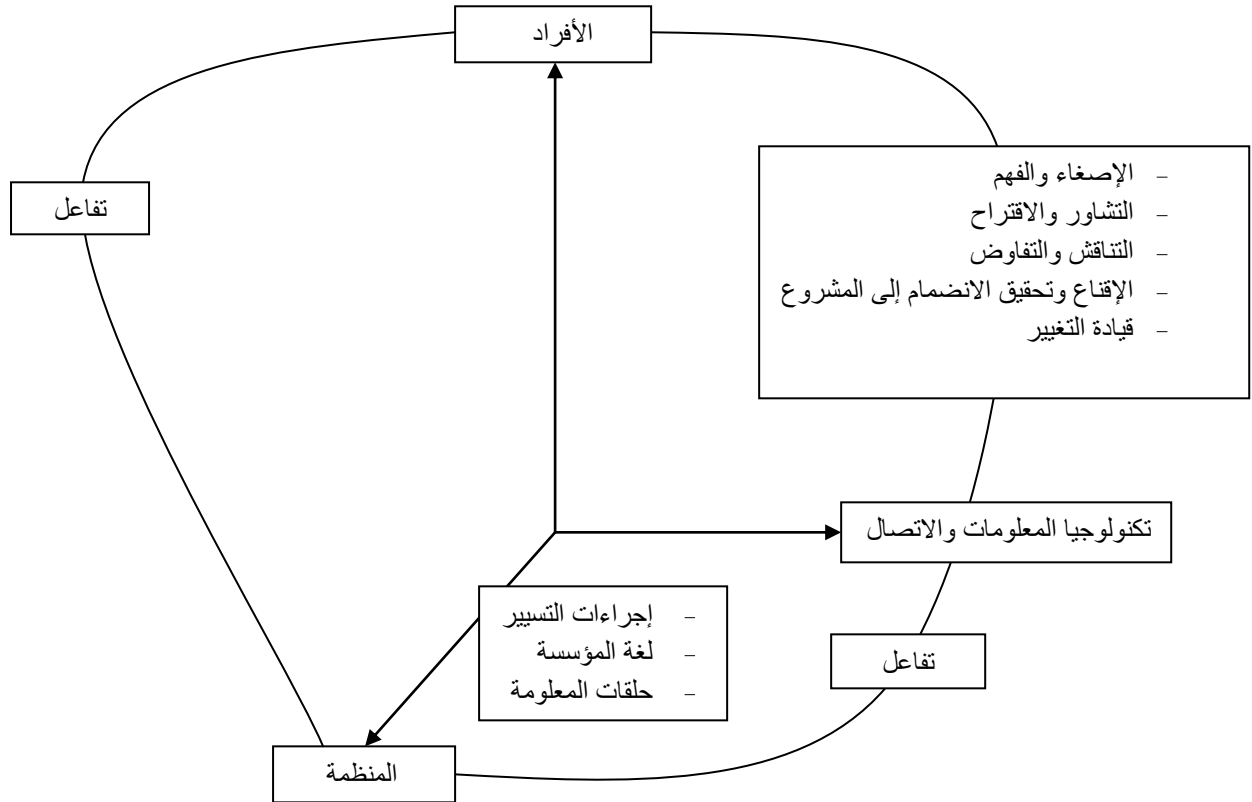 الأفراد
- الإصغاء والفهم
- التشاور والاقتراح
- التناقش والتفاوض
- الإقناع وتحقيق الانضمام إلى المشروع
- قيادة التغيير
تفاعل
تكنولوجيا المعلومات والاتصال
- إجراءات التسيير
- لغة المؤسسة
- حلقات المعلومة
تفاعل
المنظمة